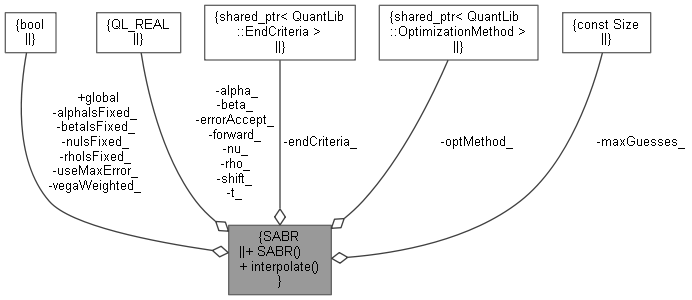 {bool
||}
{QL_REAL
||}
{shared_ptr< QuantLib
::EndCriteria >
||}
{shared_ptr< QuantLib
::OptimizationMethod >
||}
{const Size
||}
+global
-alphaIsFixed_
-betaIsFixed_
-nuIsFixed_
-rhoIsFixed_
-useMaxError_
-vegaWeighted_
-alpha_
-beta_
-errorAccept_
-forward_
-nu_
-rho_
-shift_
-t_
-endCriteria_
-optMethod_
-maxGuesses_
{SABR
||+ SABR()
+ interpolate()
}